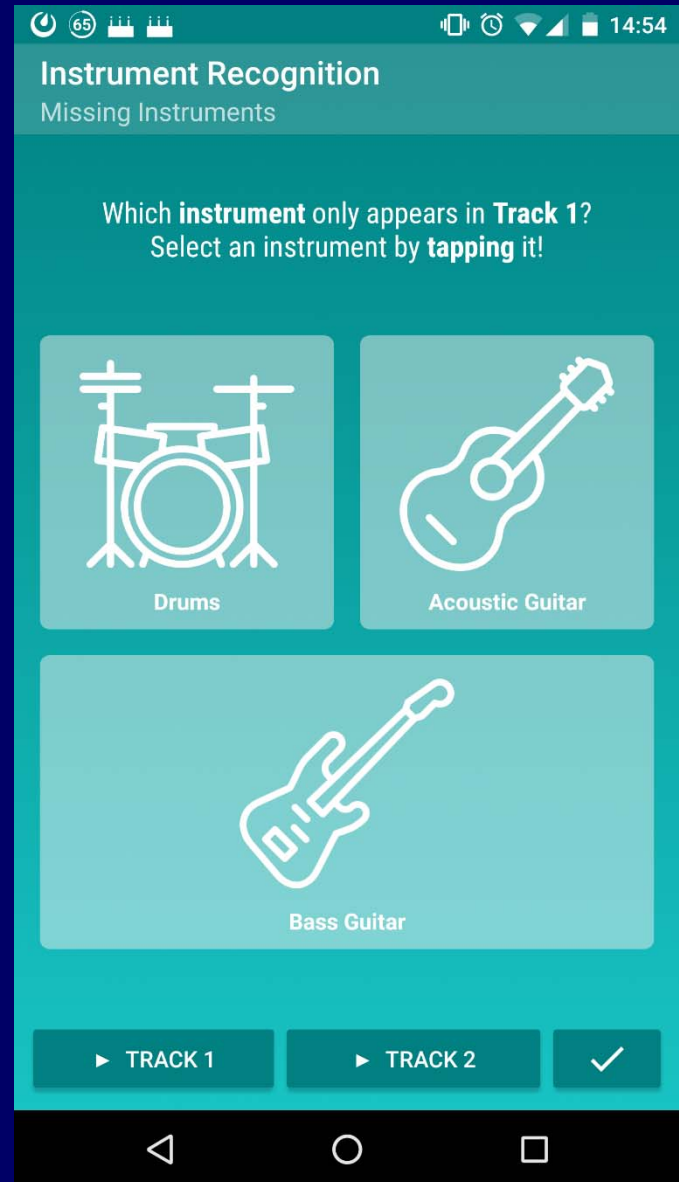 65 14:54
Instrument Recognition
Missing Instruments
Which instrument only appears in Track 1?
Select an instrument by tapping it!
Drums Acoustic Guitar
Bass Guitar
TRACK 1 TRACK 2